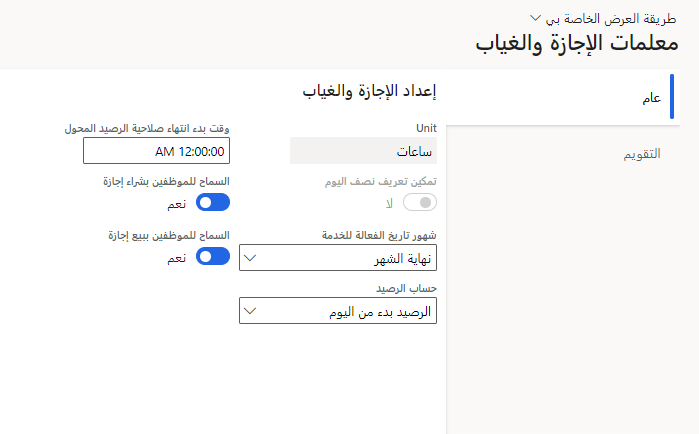 طريقة العرض الخاصة بي
معلمات الإجازة والغياب
عام
التقويم
إعداد الإجازة والغياب
Unit
ساعات
تمكين تعريف نصف اليوم
لا
شهور تاريخ الفعالة للخدمة
نهاية الشهر
حساب الرصيد
الرصيد بدء من اليوم
وقت بدء انتهاء صلاحية الرصيد المحول
12:00:00 AM
السماح للموظفين بشراء إجازة
نعم
السماح للموظفين ببيع إجازة
نعم